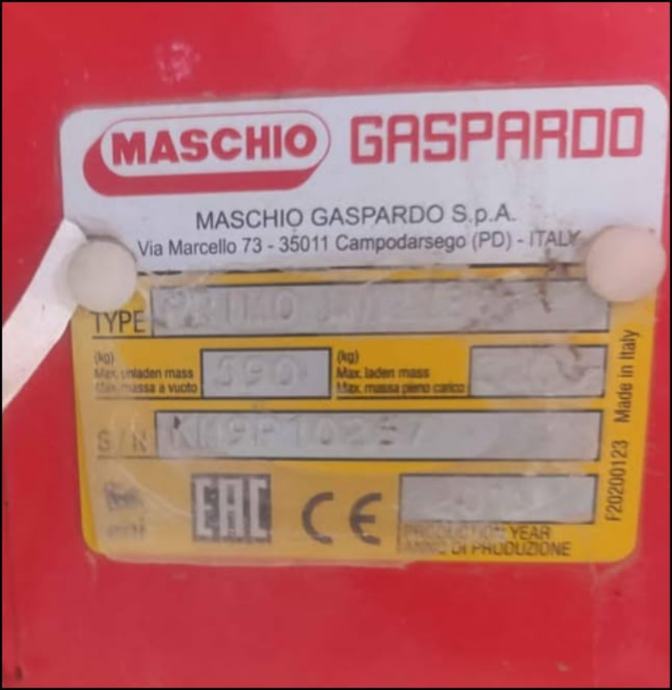 MASCHIO GASPARDO
MASCHIO GASPARDO S.p.A.
Via Marcello 73 - 35011 Campodarsego (PD) - ITALY
TYPE PRIMO
(kg)
Max. unladen mass
Max. massa a vuoto
590
(kg)
Max. laden mass
Max. massa pieno carico
S/N
EAC CE
PRODUCTION YEAR
ANNO DI PRODUZIONE
F20200123 Made in Italy